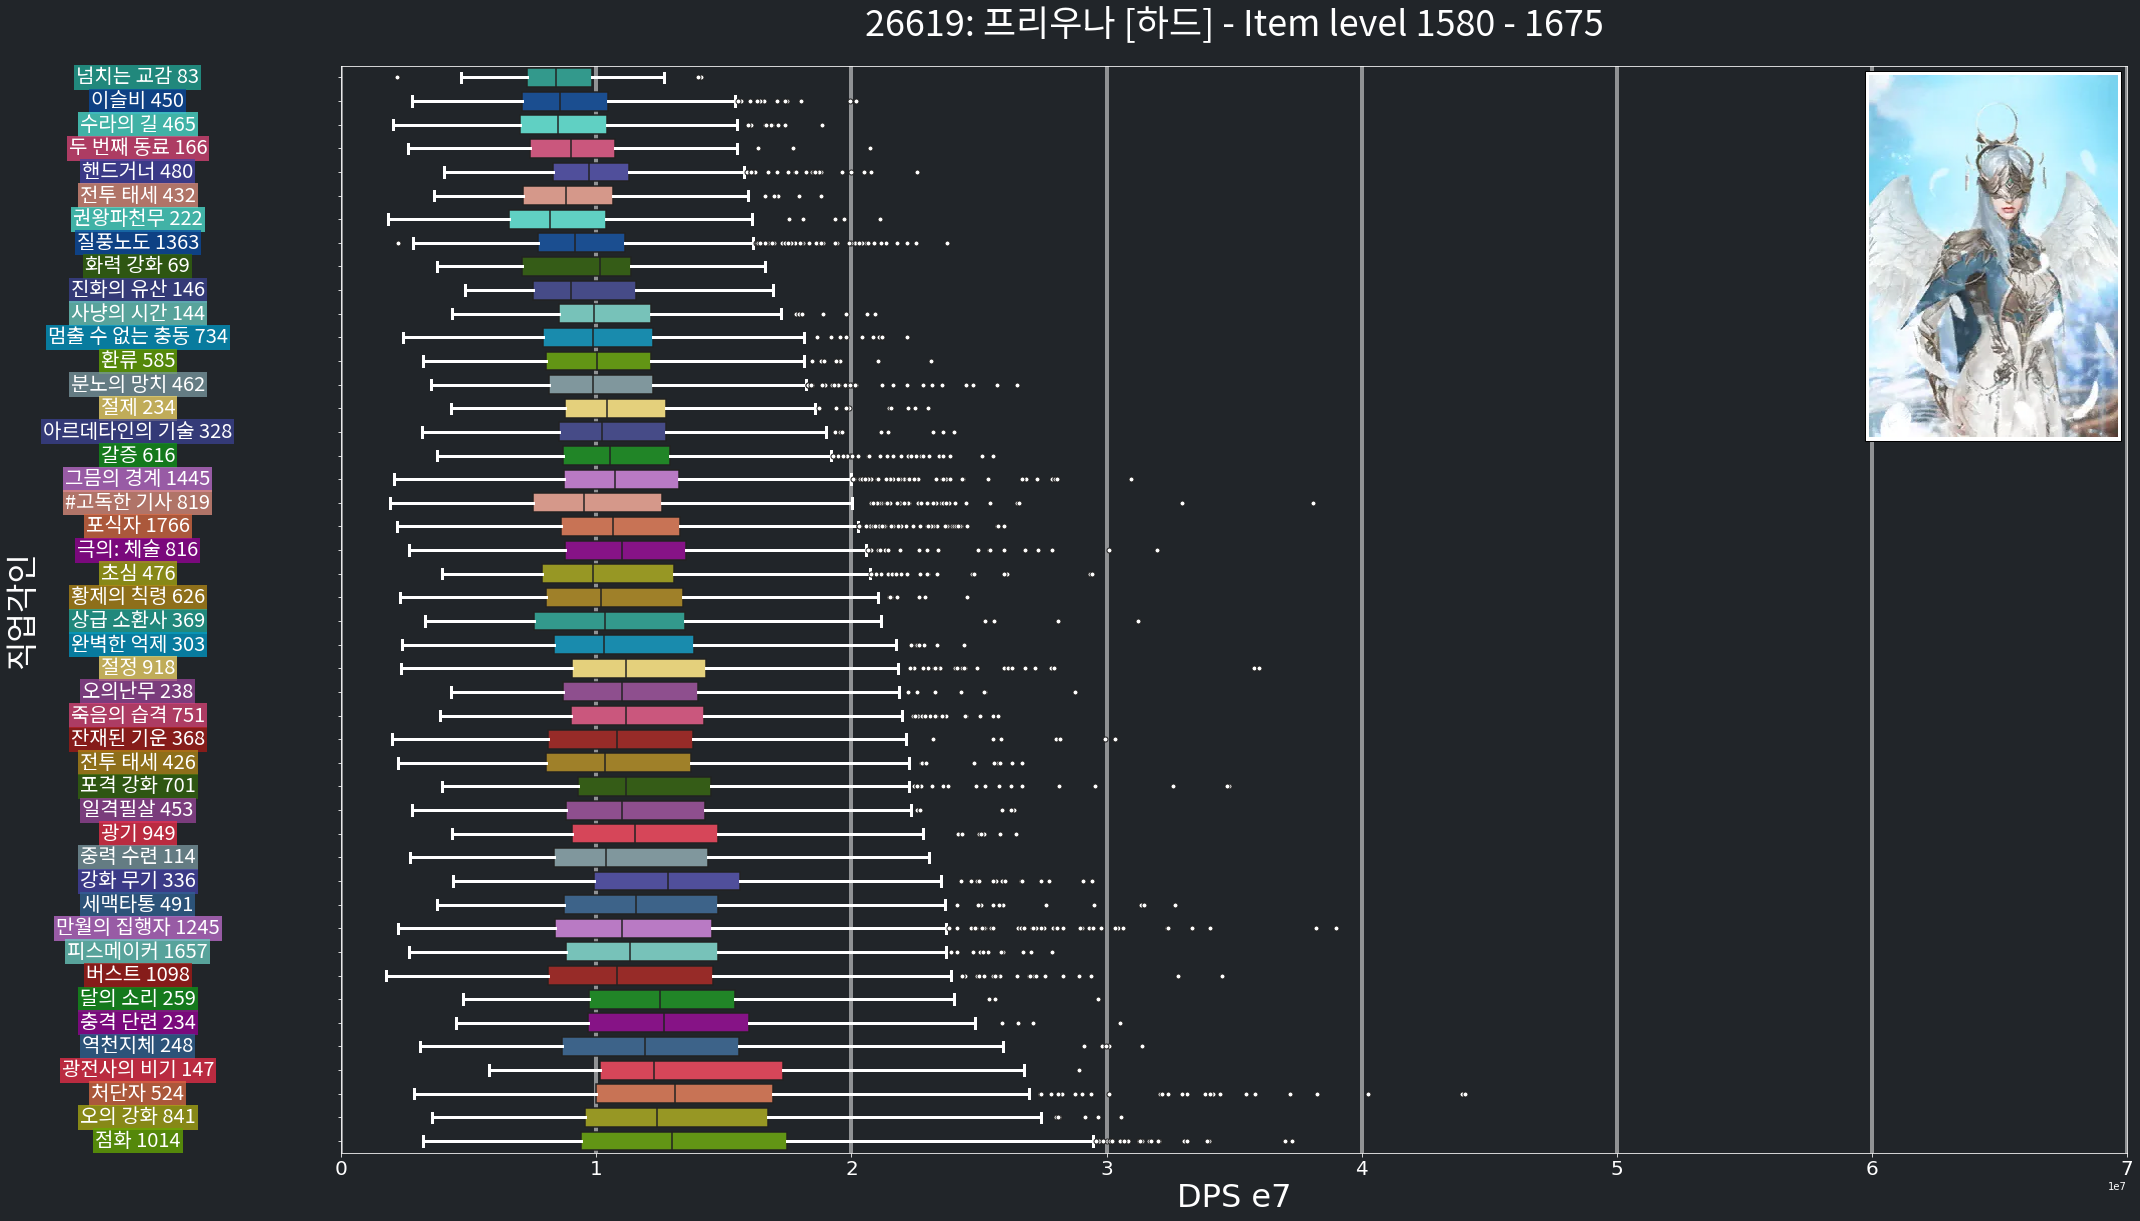 26619: 프리우나 [하드] - Item level 1580 - 1675
직업각인
넘치는 교감 83
이슬비 450
수라의 길 465
두 번째 동료 166
핸드거너 480
전투 태세 432
권왕파천무 222
질풍노도 1363
화력 강화 69
진화의 유산 146
사냥의 시간 144
멈출 수 없는 충동 734
환류 585
분노의 망치 462
절제 234
아르데타인의 기술 328
갈증 616
그믐의 경계 1445
#고독한 기사 819
포식자 1766
극의: 체술 816
초심 476
황제의 칙령 626
상급 소환사 369
완벽한 억제 303
절정 918
오의난무 238
죽음의 습격 751
잔재된 기운 368
전투 태세 426
포격 강화 701
일격필살 453
광기 949
중력 수련 114
강화 무기 336
세맥타통 491
만월의 집행자 1245
피스메이커 1657
버스트 1098
달의 소리 259
충격 단련 234
역천지체 248
광전사의 비기 147
처단자 524
오의 강화 841
점화 1014
0 1 2 3 4 5 6 7
1e7
DPS e7